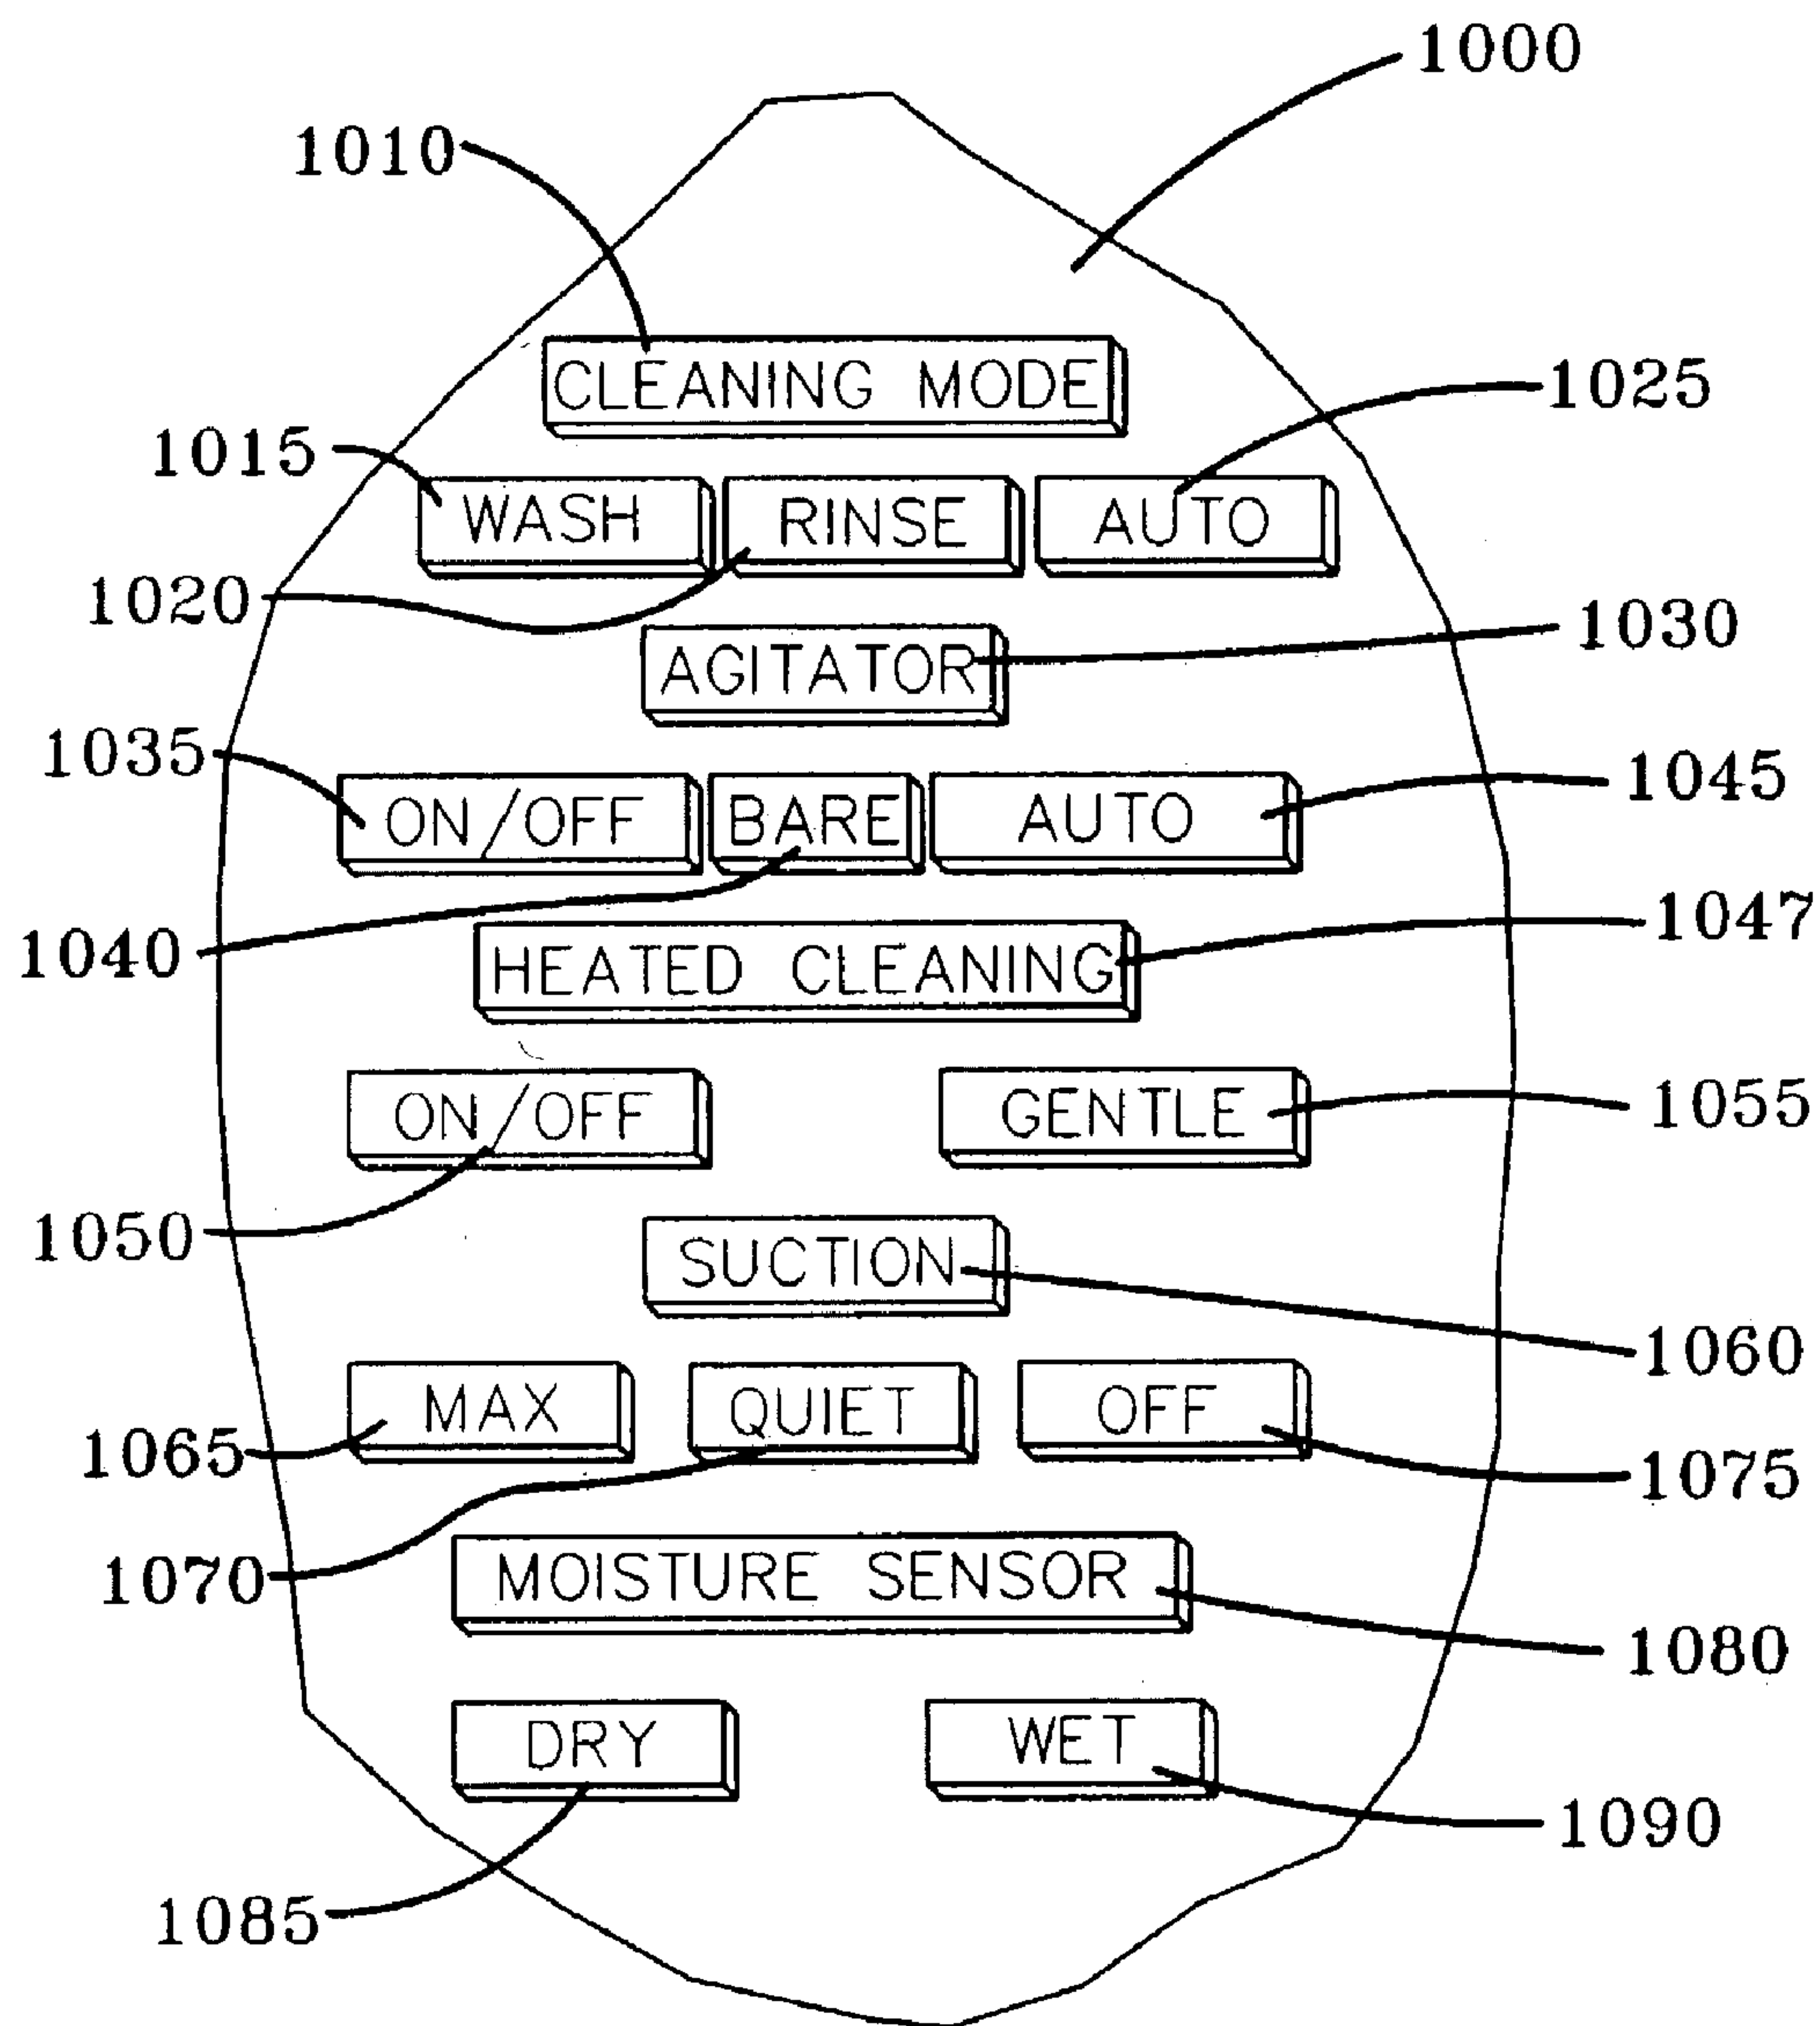 1000
1010
CLEANING MODE
1025
1015
WASH RINSE AUTO
1020
1030
AGITATOR
1035
1045
ON/OFF BARE AUTO
1040
1047
HEATED CLEANING
ON/OFF GENTLE 1055
1050
SUCTION
1060
MAX QUIET OFF
1065
1075
1070
MOISTURE SENSOR
1080
DRY WET
1090
1085